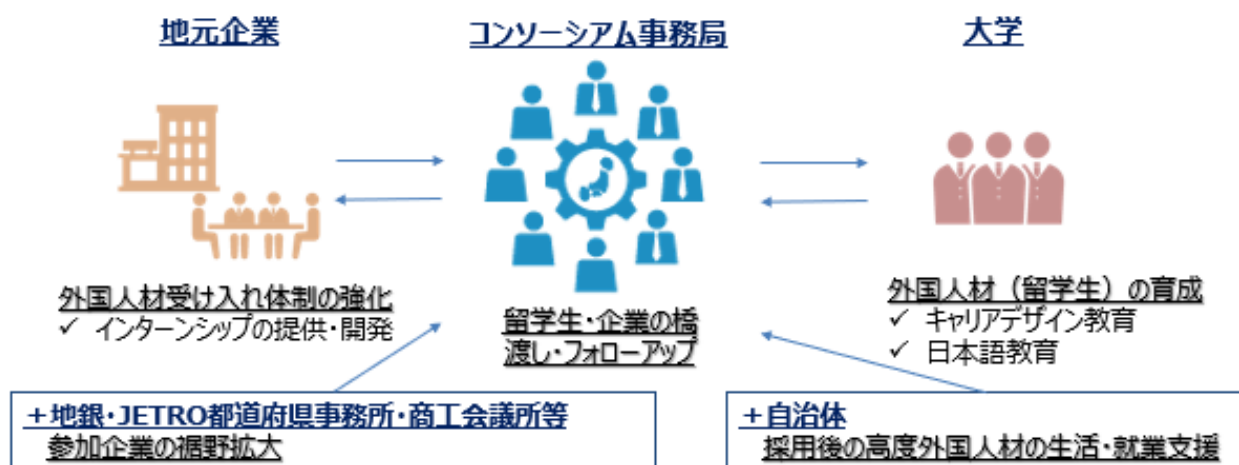 地元企業
コンソーシアム事務局
大学
外国人材受け入れ体制の強化
✓ インターンシップの提供・開発
留学生・企業の橋
渡し・フォローアップ
外国人材（留学生）の育成
✓ キャリアデザイン教育
✓ 日本語教育
＋地銀・JETRO都道府県事務所・商工会議所等
参加企業の裾野拡大
＋自治体
採用後の高度外国人材の生活・就業支援